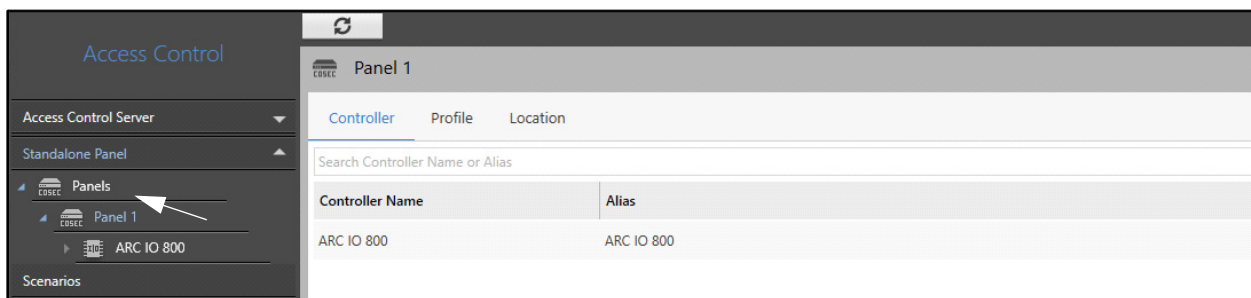 Access Control
Access Control Server
Standalone Panel
COSEC Panels
COSEC Panel 1
ARC IO 800
Scenarios
COSEC Panel 1
Controller Profile Location
Search Controller Name or Alias
Controller Name Alias
ARC IO 800 ARC IO 800